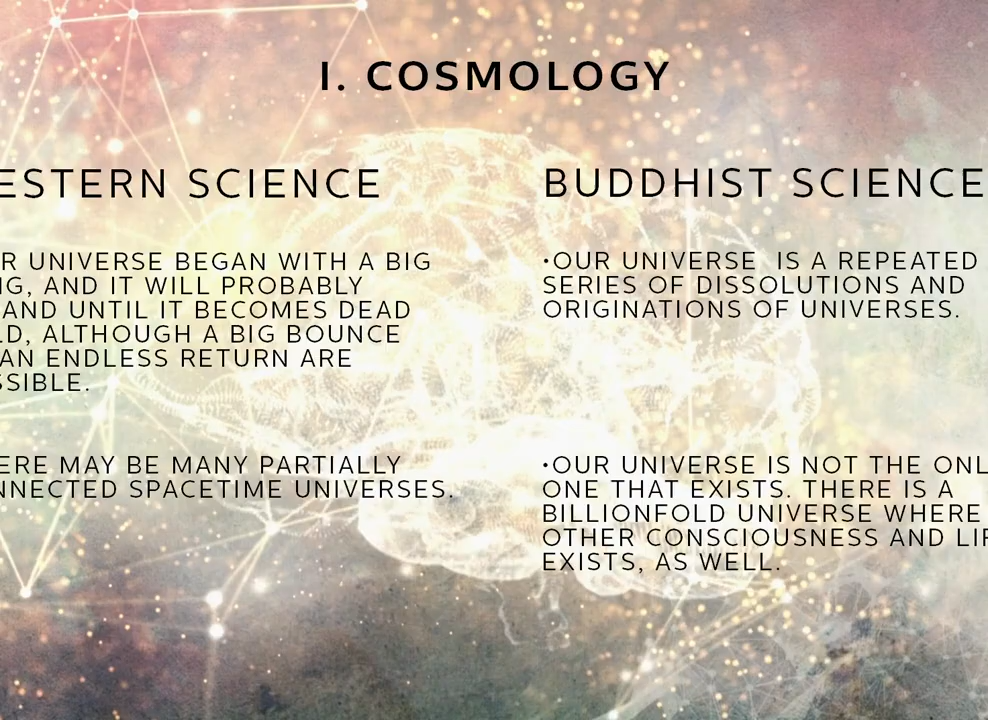 I. COSMOLOGY
ESTERN SCIENCE
R UNIVERSE BEGAN WITH A BIG
NG, AND IT WILL PROBABLY
AND UNTIL IT BECOMES DEAD
LD, ALTHOUGH A BIG BOUNCE
AN ENDLESS RETURN ARE
SSIBLE.
ERE MAY BE MANY PARTIALLY
NNECTED SPACETIME UNIVERSES.
BUDDHIST SCIENCE
•OUR UNIVERSE IS A REPEATED
SERIES OF DISSOLUTIONS AND
ORIGINATIONS OF UNIVERSES.
•OUR UNIVERSE IS NOT THE ONL
ONE THAT EXISTS. THERE IS A
BILLIONFOLD UNIVERSE WHERE
OTHER CONSCIOUSNESS AND LIF
EXISTS, AS WELL.